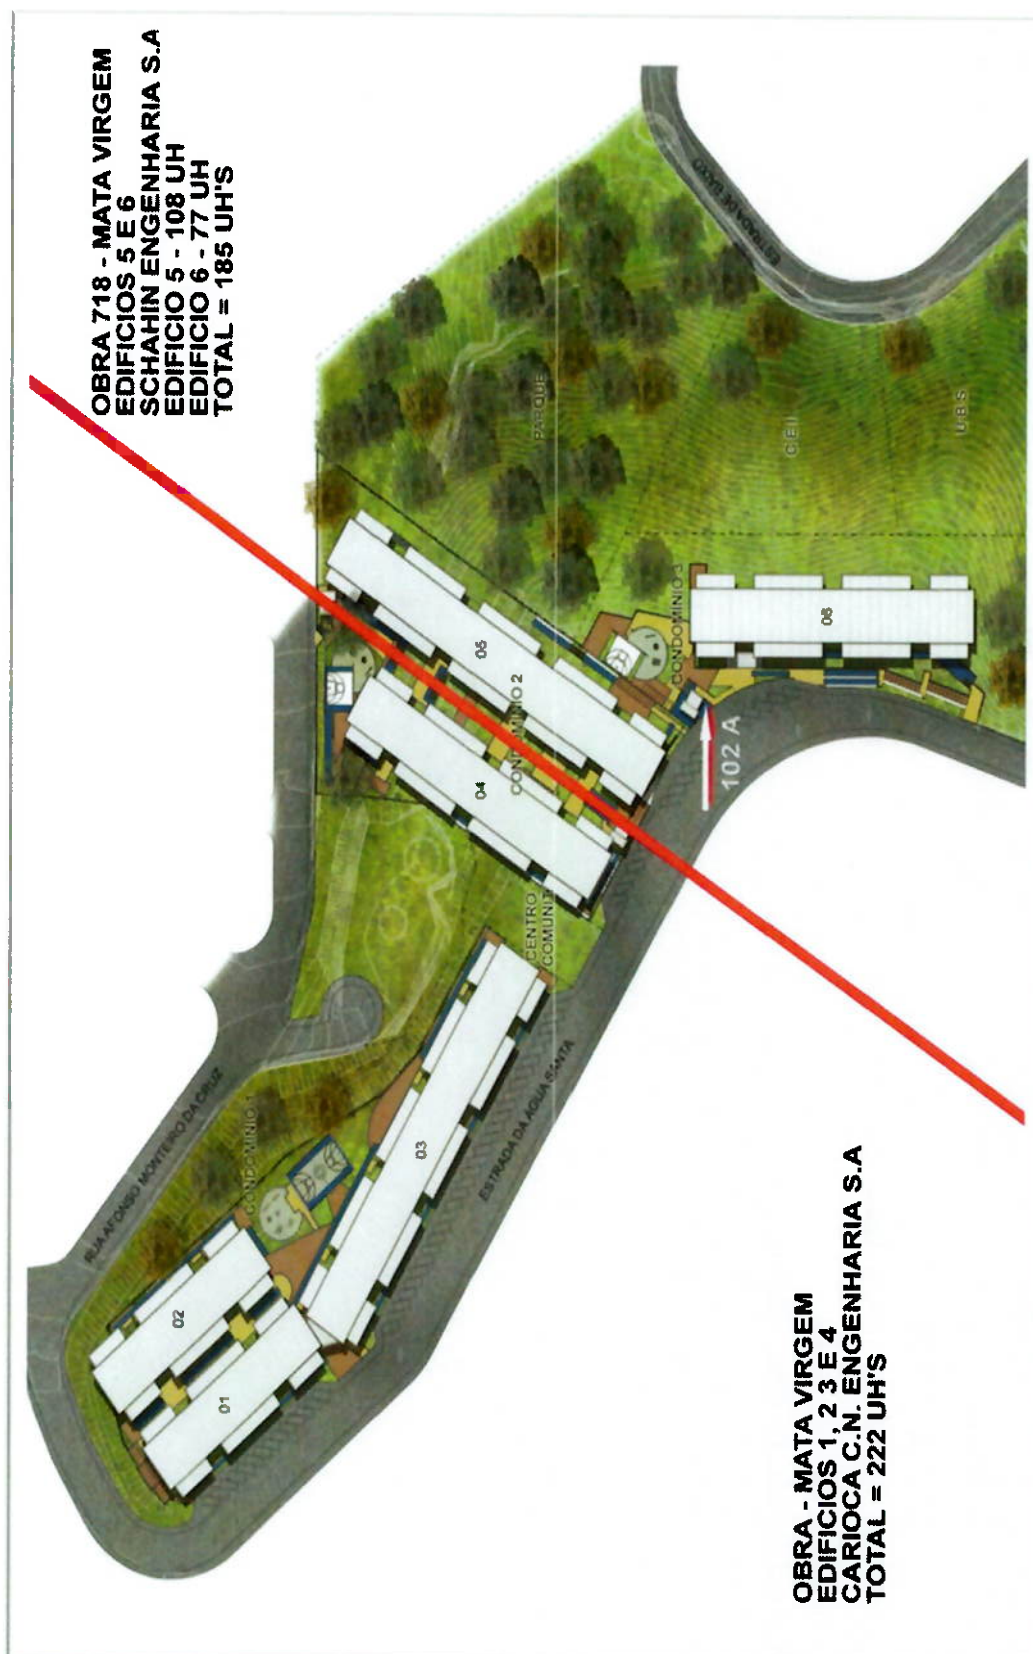 OBRA 718 - MATA VIRGEM
EDIFICIOS 5 E 6
SCHAHIN ENGENHARIA S.A
EDIFICIO 5 - 108 UH
EDIFICIO 6 - 77 UH
TOTAL = 185 UH'S
RUA AFONSO MONTEIRO DA CRUZ
CONDOMINIO 1
02
01
03
ESTRADA DA AGUA SANTA
CENTRO
COMUNIT
04
CONDOMINIO 2
05
PARQUE
CONDOMINIO 3
06
102 A
C E I
U B S
OBRA - MATA VIRGEM
EDIFICIOS 1, 2 3 E 4
CARIOCA C.N. ENGENHARIA S.A
TOTAL = 222 UH'S